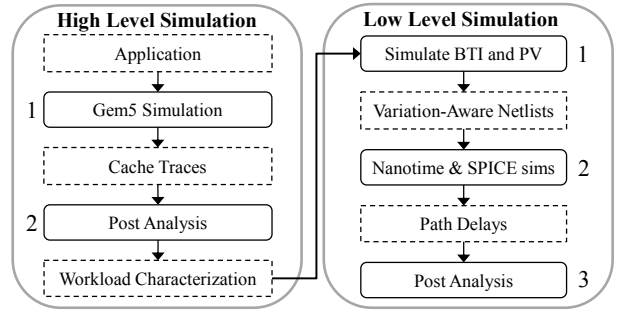 High Level Simulation
Application
1 Gem5 Simulation
Cache Traces
2 Post Analysis
Workload Characterization
Low Level Simulation
Simulate BTI and PV 1
Variation-Aware Netlists
Nanotime & SPICE sims 2
Path Delays
Post Analysis 3